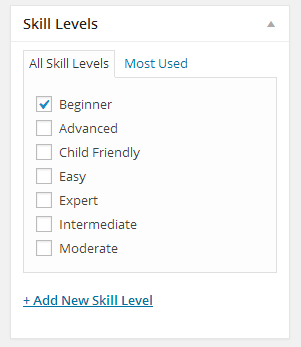 Skill Levels
All Skill Levels Most Used
Beginner
Advanced
Child Friendly
Easy
Expert
Intermediate
Moderate
+ Add New Skill Level